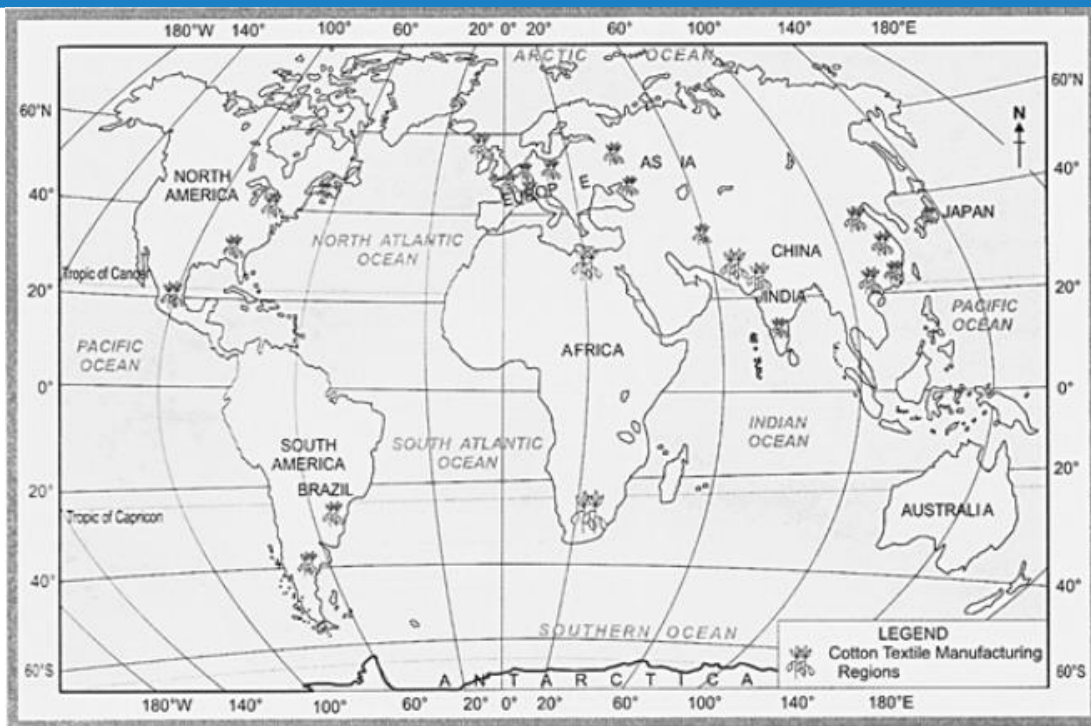 180°W 140° 100° 60° 20° 0° 20° 60° 100° 140° 180°E
ARCTIC OCEAN
60°N 60°N
N
ASIA
NORTH AMERICA
EUROPE
40° 40°
JAPAN
NORTH ATLANTIC OCEAN
CHINA
Tropic of Cancer
20° 20°
INDIA
PACIFIC OCEAN
PACIFIC OCEAN
AFRICA
0° 0°
SOUTH AMERICA
SOUTH ATLANTIC OCEAN
INDIAN OCEAN
BRAZIL
20° 20°
Tropic of Capricon
AUSTRALIA
40° 40°
SOUTHERN OCEAN
LEGEND
Cotton Textile Manufacturing
Regions
60°S 60°S
ANTARCTICA
180°W 140° 100° 60° 20° 0° 20° 60° 100° 140° 180°E